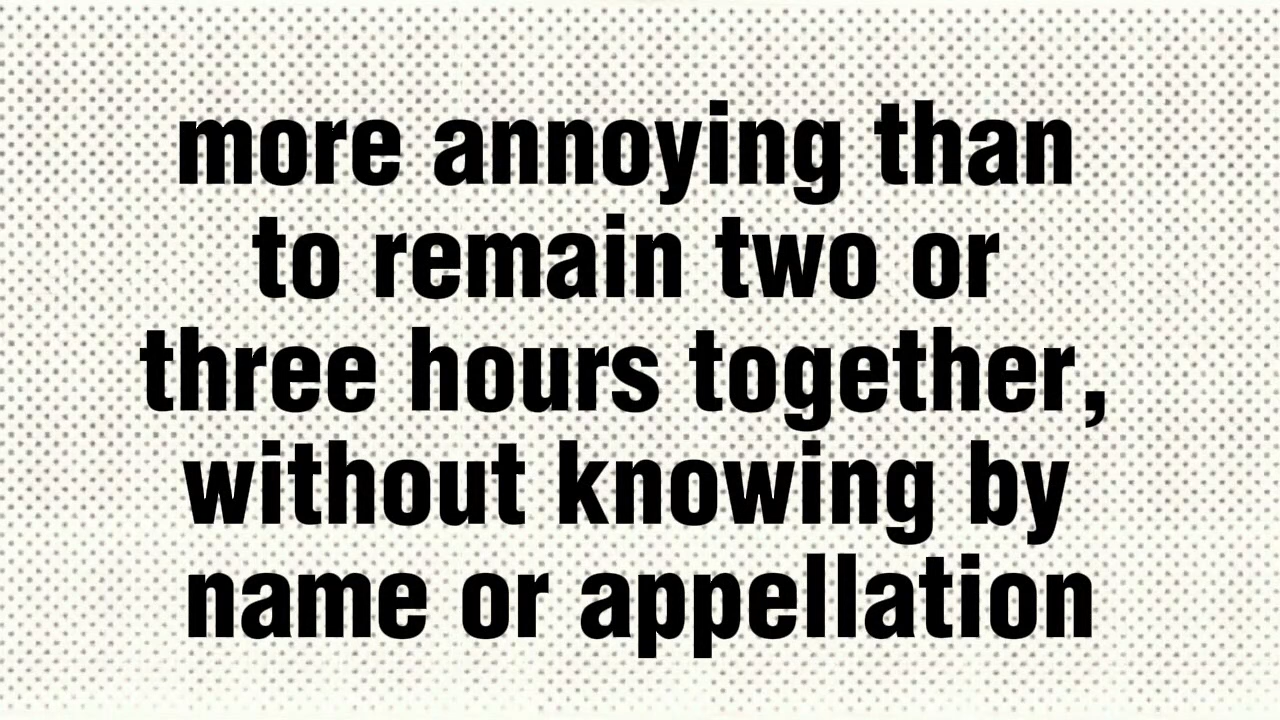 more annoying than
to remain two or
three hours together,
without knowing by
name or appellation